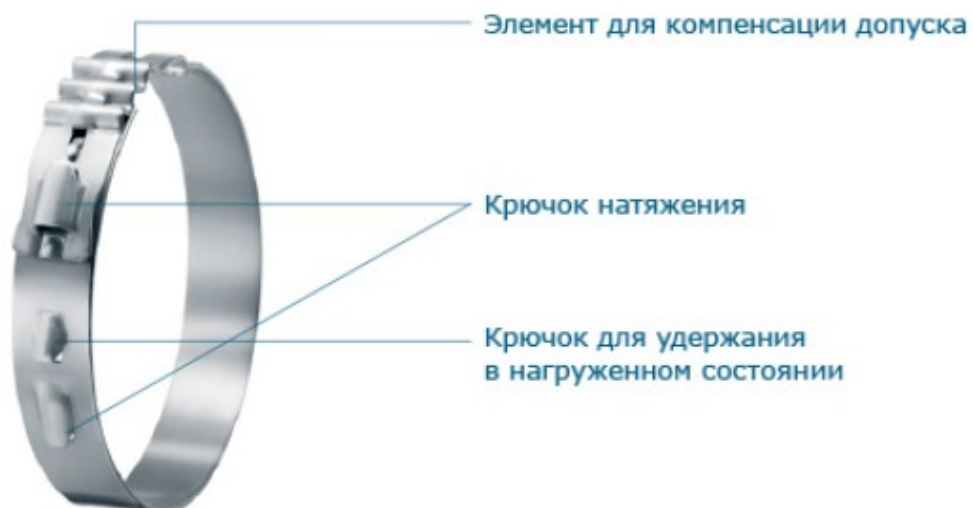 Элемент для компенсации допуска
Крючок натяжения
Крючок для удержания
в нагруженном состоянии